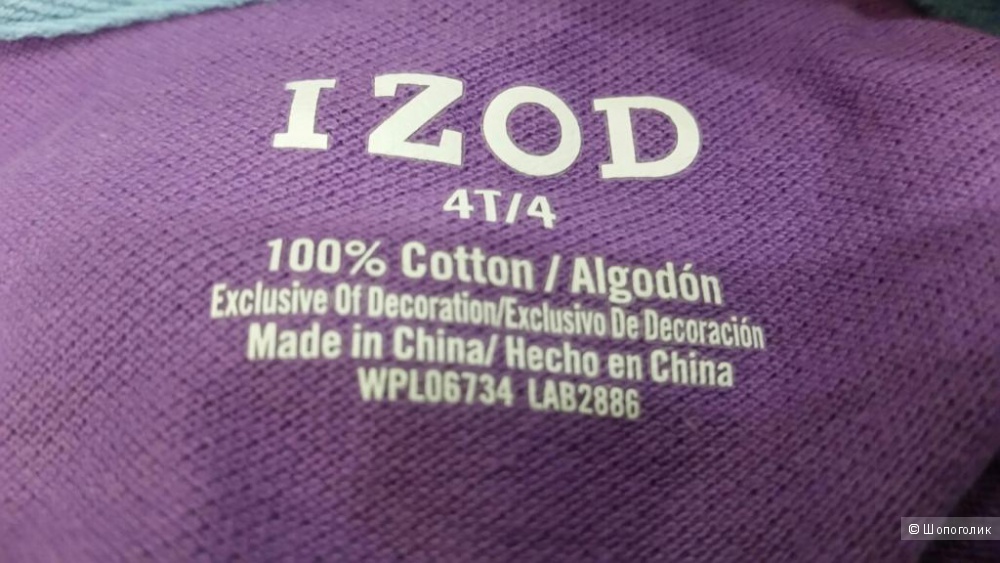 IZOD
4T/4
100% Cotton / Algodón
Exclusive Of Decoration/Exclusivo De Decoración
Made in China/ Hecho en China
WPL06734 LAB2886
© Шопоголик